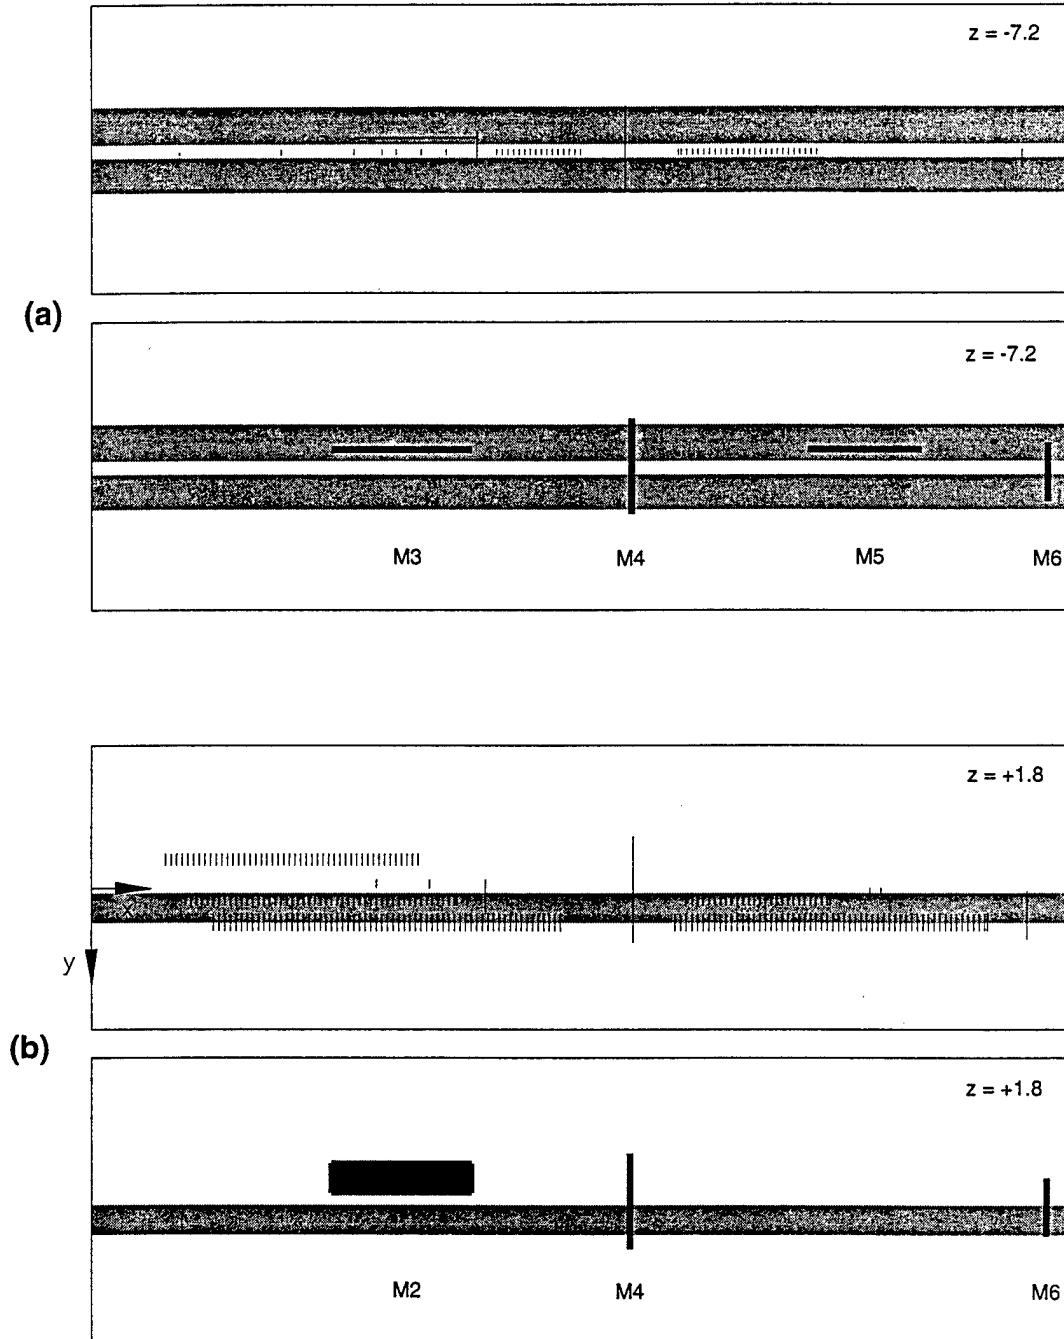 z = -7.2
(a)
z = -7.2
M3 M4 M5 M6
z = +1.8
x
y
(b)
z = +1.8
M2 M4 M6